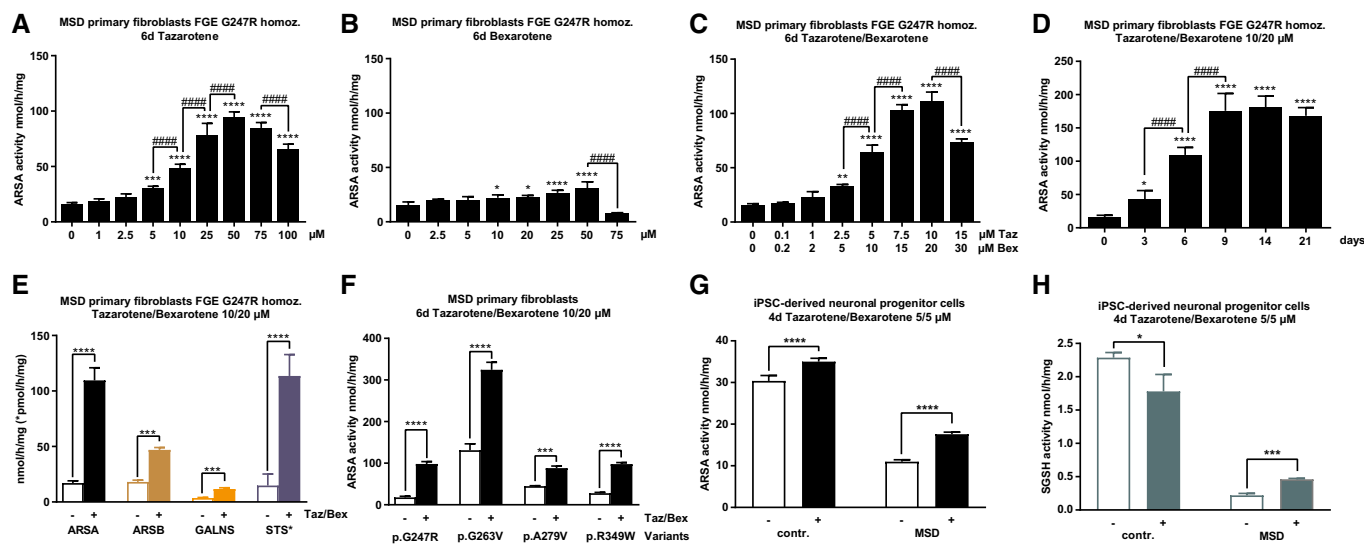 A
MSD primary fibroblasts FGE G247R homoz.
6d Tazarotene
ARSA activity nmol/h/mg
150
100
50
0
***
****
****
****
****
****
####
####
####
####
0 1 2.5 5 10 25 50 75 100 µM
B
MSD primary fibroblasts FGE G247R homoz.
6d Bexarotene
ARSA activity nmol/h/mg
150
100
50
0
*
*
****
****
####
0 2.5 5 10 20 25 50 75 µM
C
MSD primary fibroblasts FGE G247R homoz.
6d Tazarotene/Bexarotene
ARSA activity nmol/h/mg
150
100
50
0
**
****
****
****
****
####
####
####
####
0 0.1 1 2.5 5 7.5 10 15 µM Taz
0 0.2 2 5 10 15 20 30 µM Bex
D
MSD primary fibroblasts FGE G247R homoz.
Tazarotene/Bexarotene 10/20 µM
ARSA activity nmol/h/mg
200
150
100
50
0
*
****
****
****
****
####
####
0 3 6 9 14 21 days
E
MSD primary fibroblasts FGE G247R homoz.
Tazarotene/Bexarotene 10/20 µM
nmol/h/mg (*pmol/h/mg)
150
100
50
0
****
***
***
****
- + - + - + - + Taz/Bex
ARSA ARSB GALNS STS*
F
MSD primary fibroblasts
6d Tazarotene/Bexarotene 10/20 µM
ARSA activity nmol/h/mg
400
300
200
100
0
****
****
***
****
- + - + - + - + Taz/Bex
p.G247R p.G263V p.A279V p.R349W Variants
G
iPSC-derived neuronal progenitor cells
4d Tazarotene/Bexarotene 5/5 µM
ARSA activity nmol/h/mg
40
30
20
10
0
****
****
- + - +
contr. MSD
H
iPSC-derived neuronal progenitor cells
4d Tazarotene/Bexarotene 5/5 µM
SGSH activity nmol/h/mg
2.5
2.0
1.5
1.0
0.5
0.0
*
***
- + - +
contr. MSD